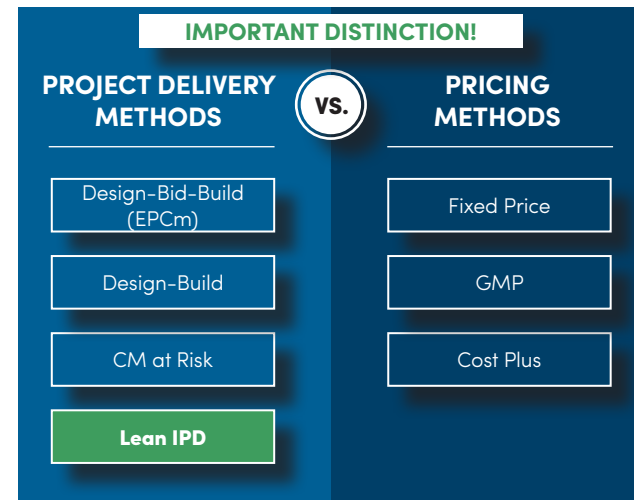 IMPORTANT DISTINCTION!
PROJECT DELIVERY
METHODS
VS.
PRICING
METHODS
Design-Bid-Build
(EPCm)
Design-Build
CM at Risk
Lean IPD
Fixed Price
GMP
Cost Plus